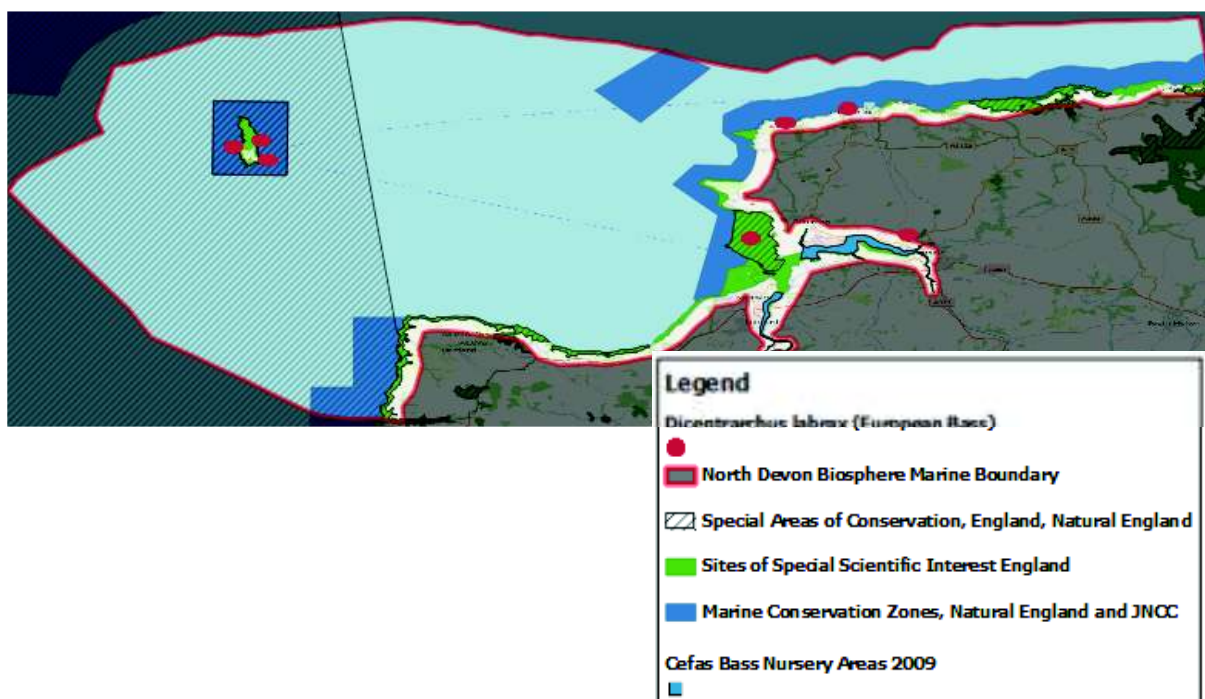 Legend
Dicentrarchus labrax (European Bass)
North Devon Biosphere Marine Boundary
Special Areas of Conservation, England, Natural England
Sites of Special Scientific Interest England
Marine Conservation Zones, Natural England and JNCC
Cefas Bass Nursery Areas 2009